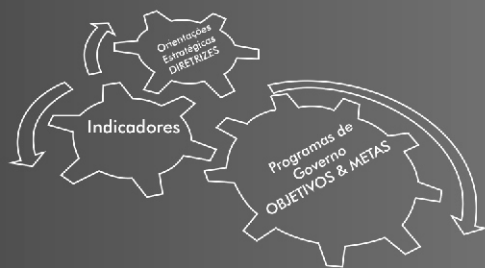 Orientações
Estratégicas
DIRETRIZES
Indicadores
Programas de
Governo
OBJETIVOS & METAS